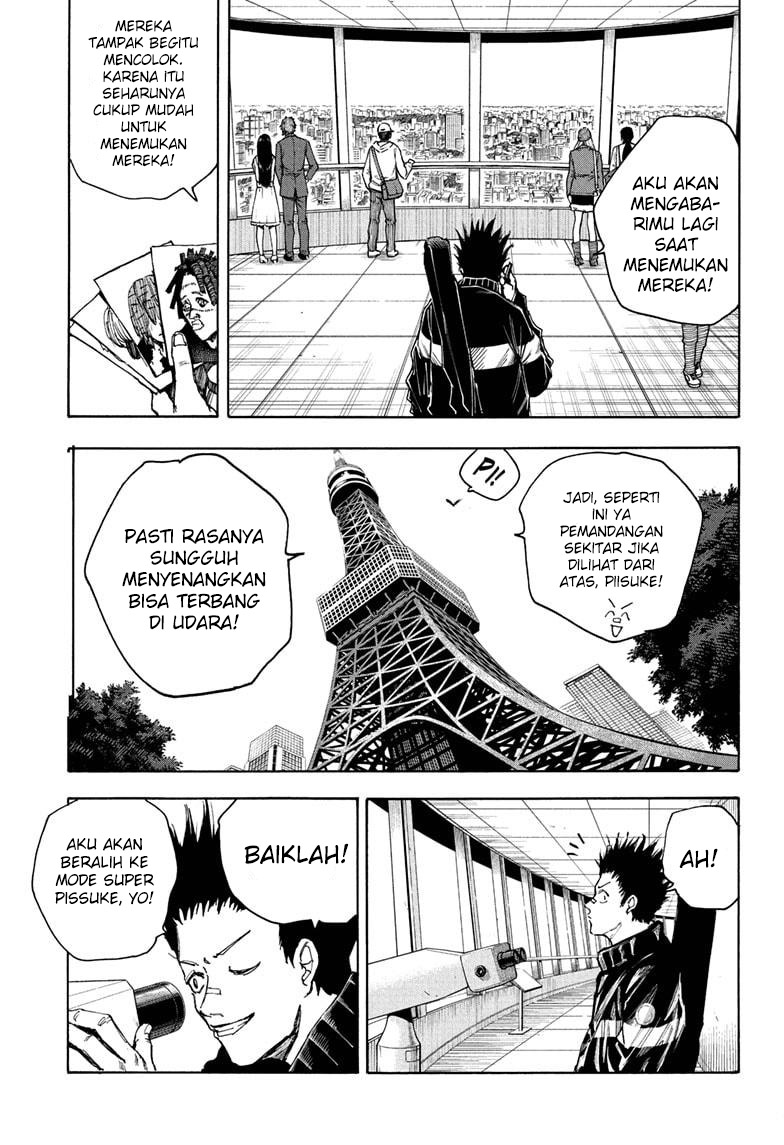 AKU AKAN
MENGABA-
RIMU LAGI
SAAT
MENEMUKAN
MEREKA!
MEREKA
TAMPAK BEGITU
MENCOLOK.
KARENA ITU
SEHARUNYA
CUKUP MUDAH
UNTUK
MENEMUKAN
MEREKA!
JADI, SEPERTI
INI YA
PEMANDANGAN
SEKITAR JIKA
DILIHAT DARI
ATAS, PIISUKE!
PI!!
PASTI RASANYA
SUNGGUH
MENYENANGKAN
BISA TERBANG
DI UDARA!
AH!
BAIKLAH!
AKU AKAN
BERALIH KE
MODE SUPER
PISSUKE, YO!